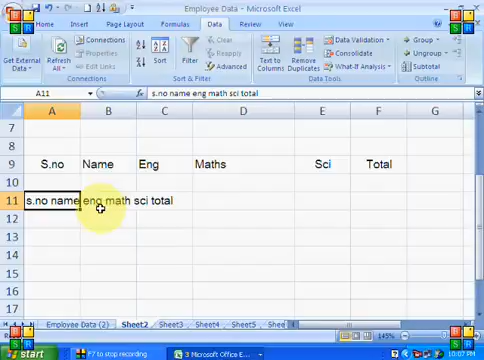 Employee Data - Microsoft Excel
Home Insert Page Layout Formulas Data Review View
Get External Data Refresh All Connections Properties Edit Links Sort Filter Clear Reapply Advanced Text to Columns Remove Duplicates Data Validation Consolidate What-If Analysis Group Ungroup Subtotal
Connections Sort & Filter Data Tools Outline
A11 fx s.no name eng math sci total
A B C D E F G
7
8
9 S.no Name Eng Maths Sci Total
10
11 s.no name eng math sci total
12
13
14
15
16
17
Employee Data (2) Sheet2 Sheet3 Sheet4 Sheet5 Shee
145%
start F7 to stop recording 3 Microsoft Office E... 10:07 PM